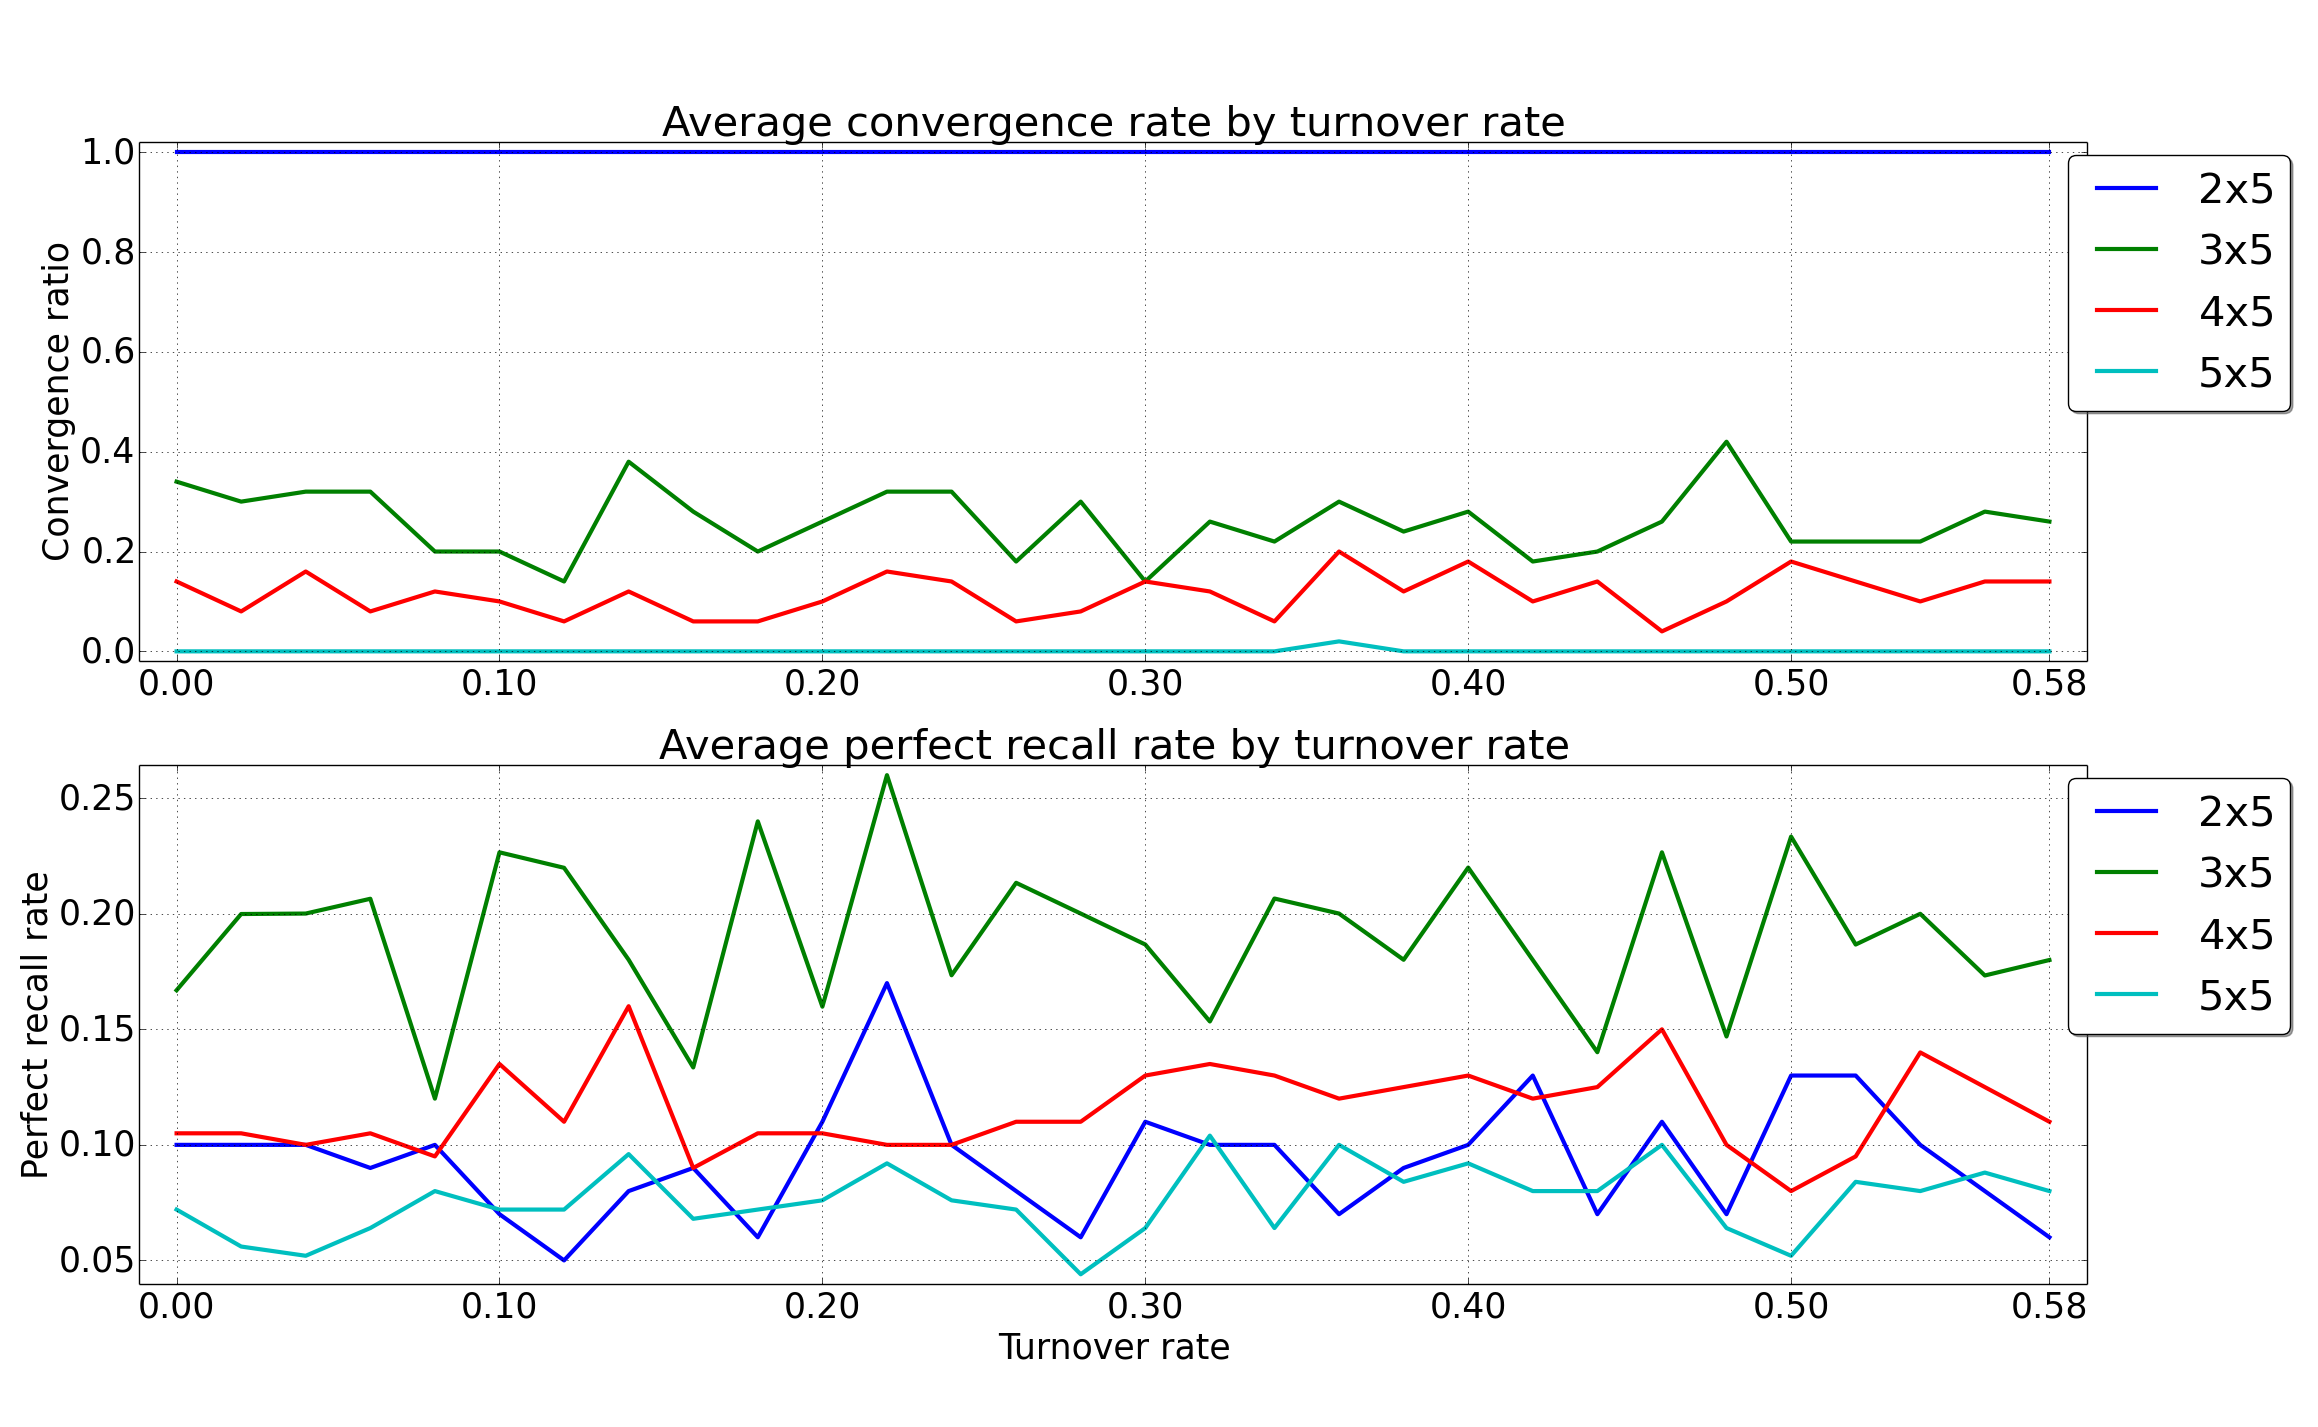 Average convergence rate by turnover rate
Convergence ratio
1.0
0.8
0.6
0.4
0.2
0.0
0.00 0.10 0.20 0.30 0.40 0.50 0.58
2x5
3x5
4x5
5x5
Average perfect recall rate by turnover rate
Perfect recall rate
0.25
0.20
0.15
0.10
0.05
0.00 0.10 0.20 0.30 0.40 0.50 0.58
Turnover rate
2x5
3x5
4x5
5x5